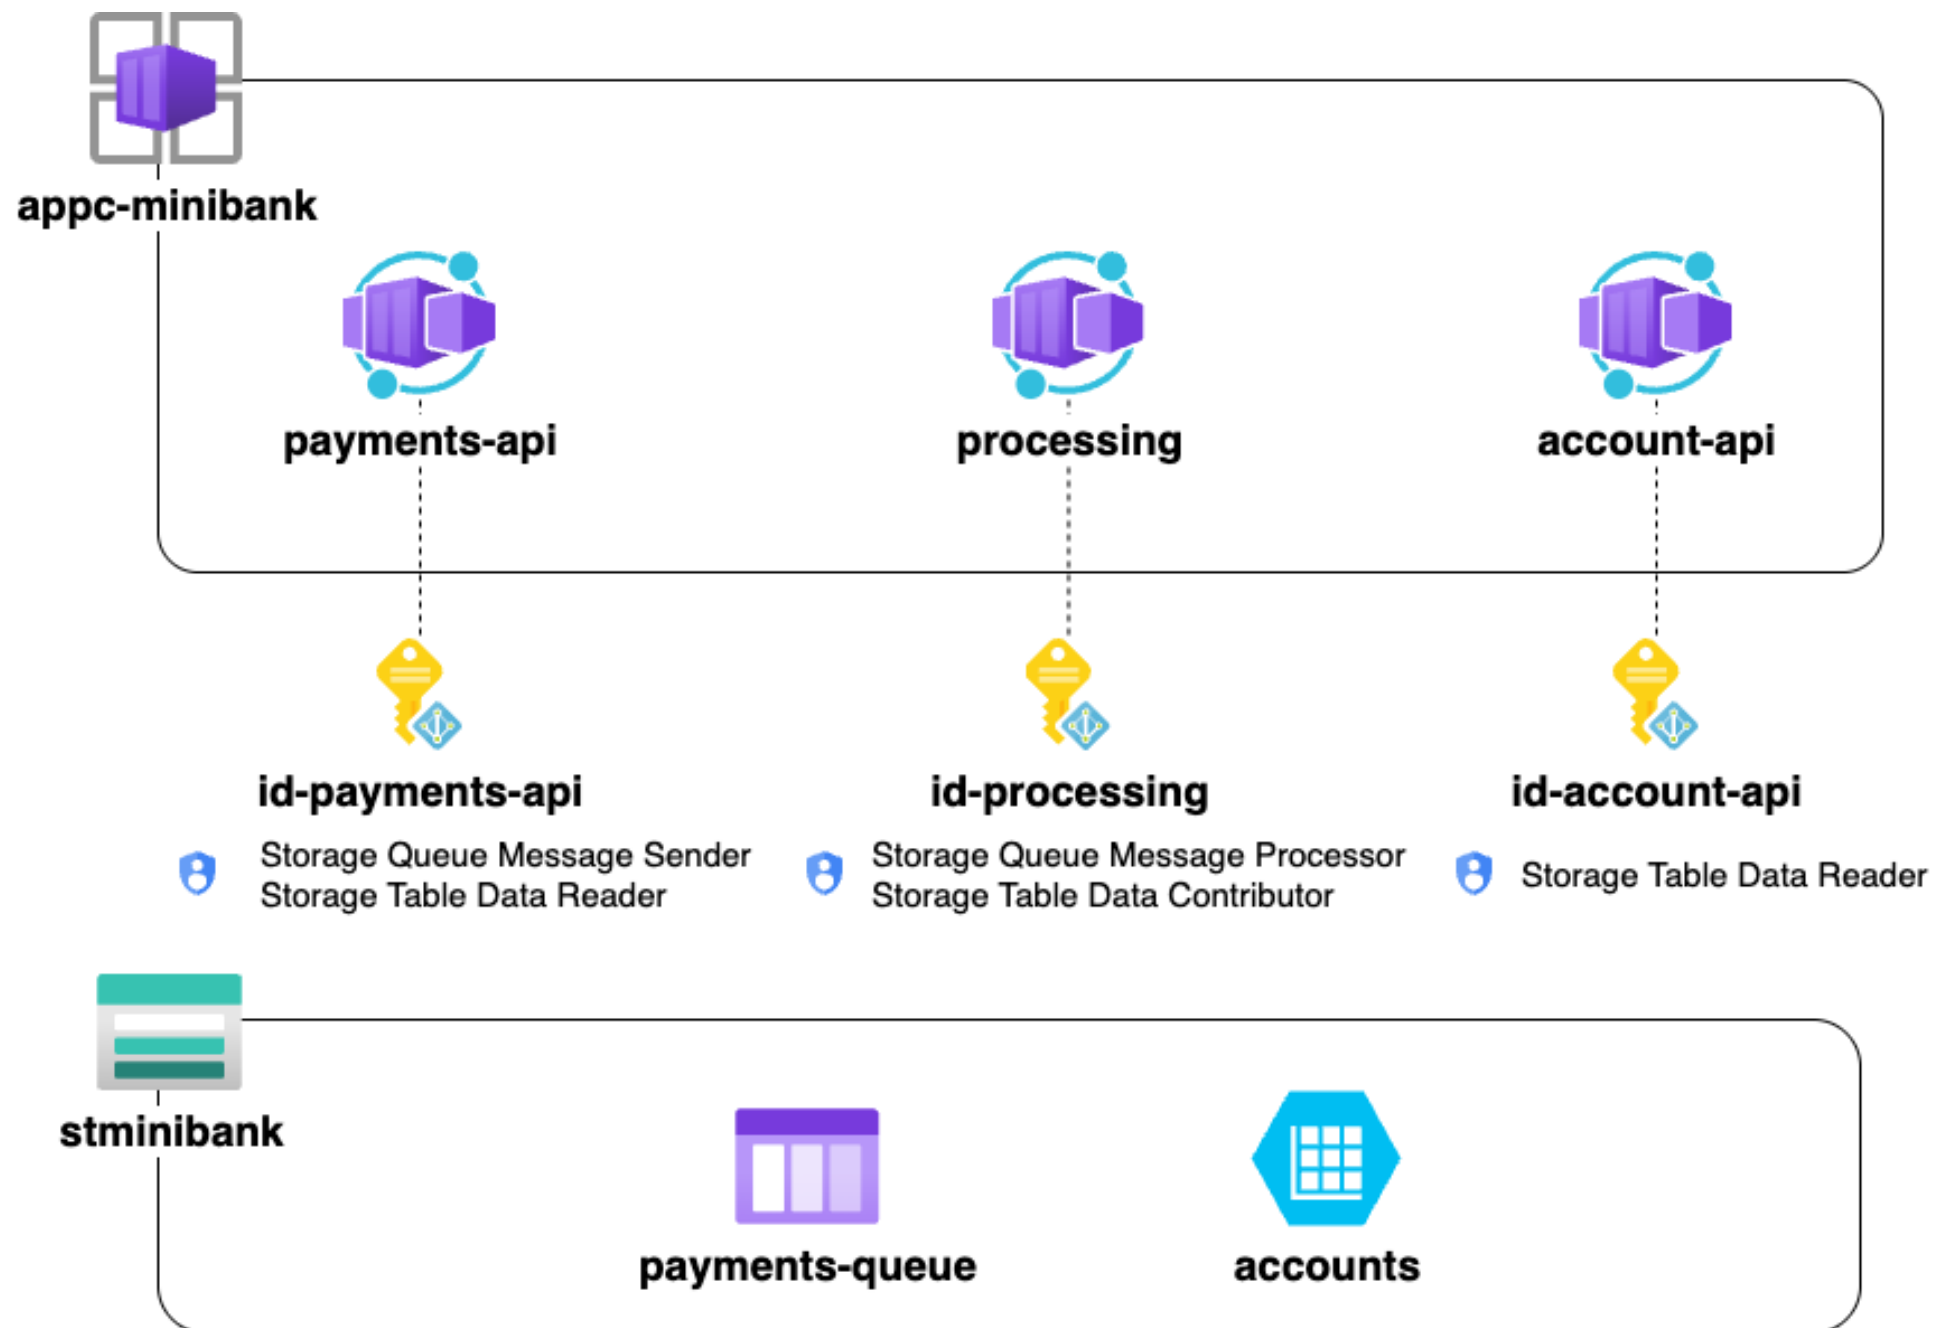 appc-minibank
payments-api
processing
account-api
id-payments-api
id-processing
id-account-api
Storage Queue Message Sender
Storage Table Data Reader
Storage Queue Message Processor
Storage Table Data Contributor
Storage Table Data Reader
stminibank
payments-queue
accounts